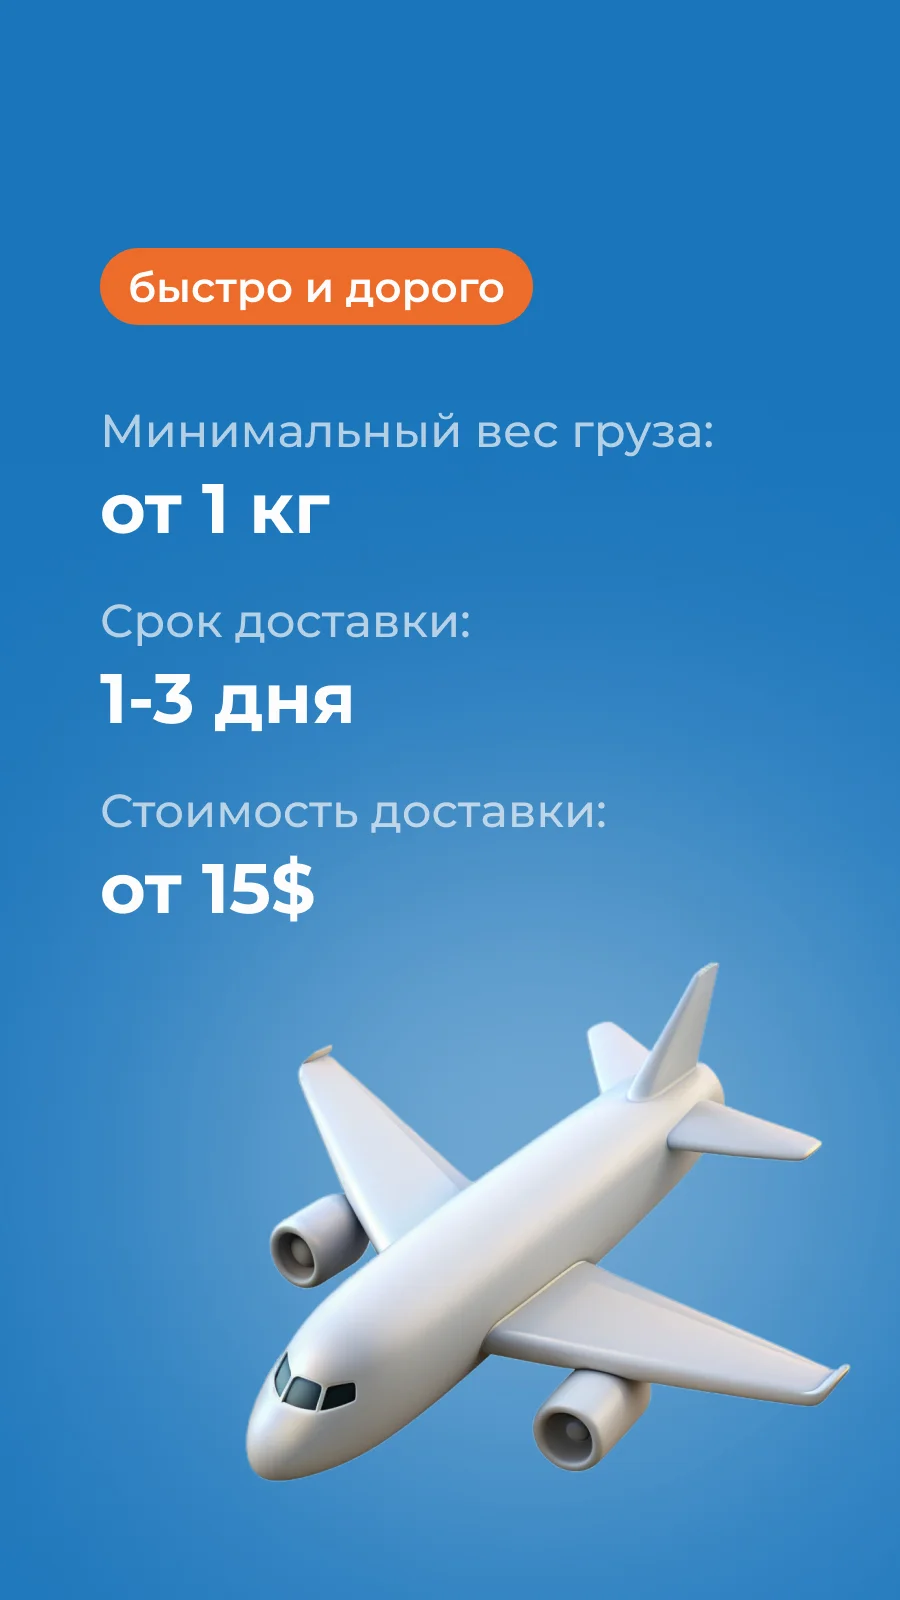 быстро и дорого
Минимальный вес груза:
от 1 кг
Срок доставки:
1-3 дня
Стоимость доставки:
от 15$